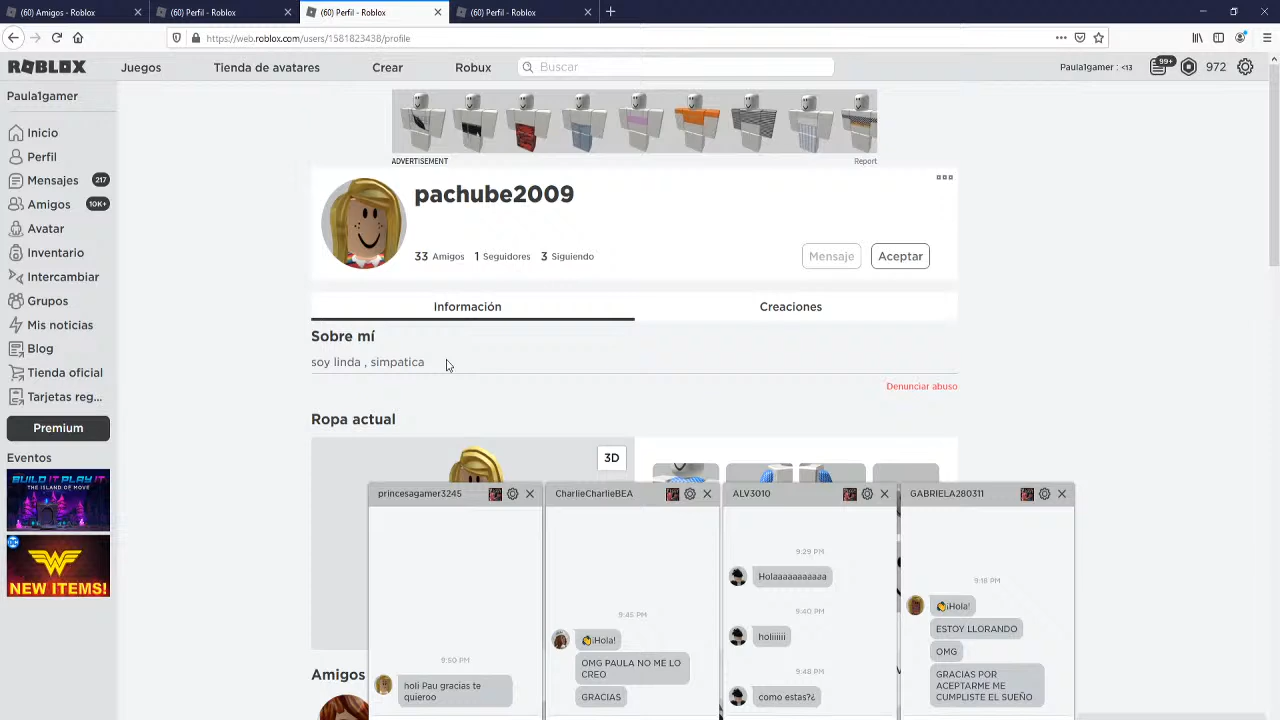 (60) Amigos - Roblox
(60) Perfil - Roblox
(60) Perfil - Roblox
(60) Perfil - Roblox
https://web.roblox.com/users/1581823438/profile
ROBLOX
Juegos
Tienda de avatares
Crear
Robux
Buscar
Paula1gamer : <13
99+
972
Paula1gamer
Inicio
Perfil
Mensajes
217
Amigos
10K+
Avatar
Inventario
Intercambiar
Grupos
Mis noticias
Blog
Tienda oficial
Tarjetas reg...
Premium
Eventos
BUILD IT PLAY IT
THE ISLAND OF MOVE
DC
NEW ITEMS!
ADVERTISEMENT
Report
pachube2009
33 Amigos 1 Seguidores 3 Siguiendo
Mensaje
Aceptar
Información
Creaciones
Sobre mí
soy linda , simpatica
Denunciar abuso
Ropa actual
3D
Amigos
princesagamer3245
9:50 PM
holi Pau gracias te
quieroo
CharlieCharlieBEA
9:45 PM
¡Hola!
OMG PAULA NO ME LO
CREO
GRACIAS
ALV3010
9:29 PM
Holaaaaaaaaaaa
9:40 PM
holiiiiii
9:48 PM
como estas?¿
GABRIELA280311
9:18 PM
¡Hola!
ESTOY LLORANDO
OMG
GRACIAS POR
ACEPTARME ME
CUMPLISTE EL SUEÑO